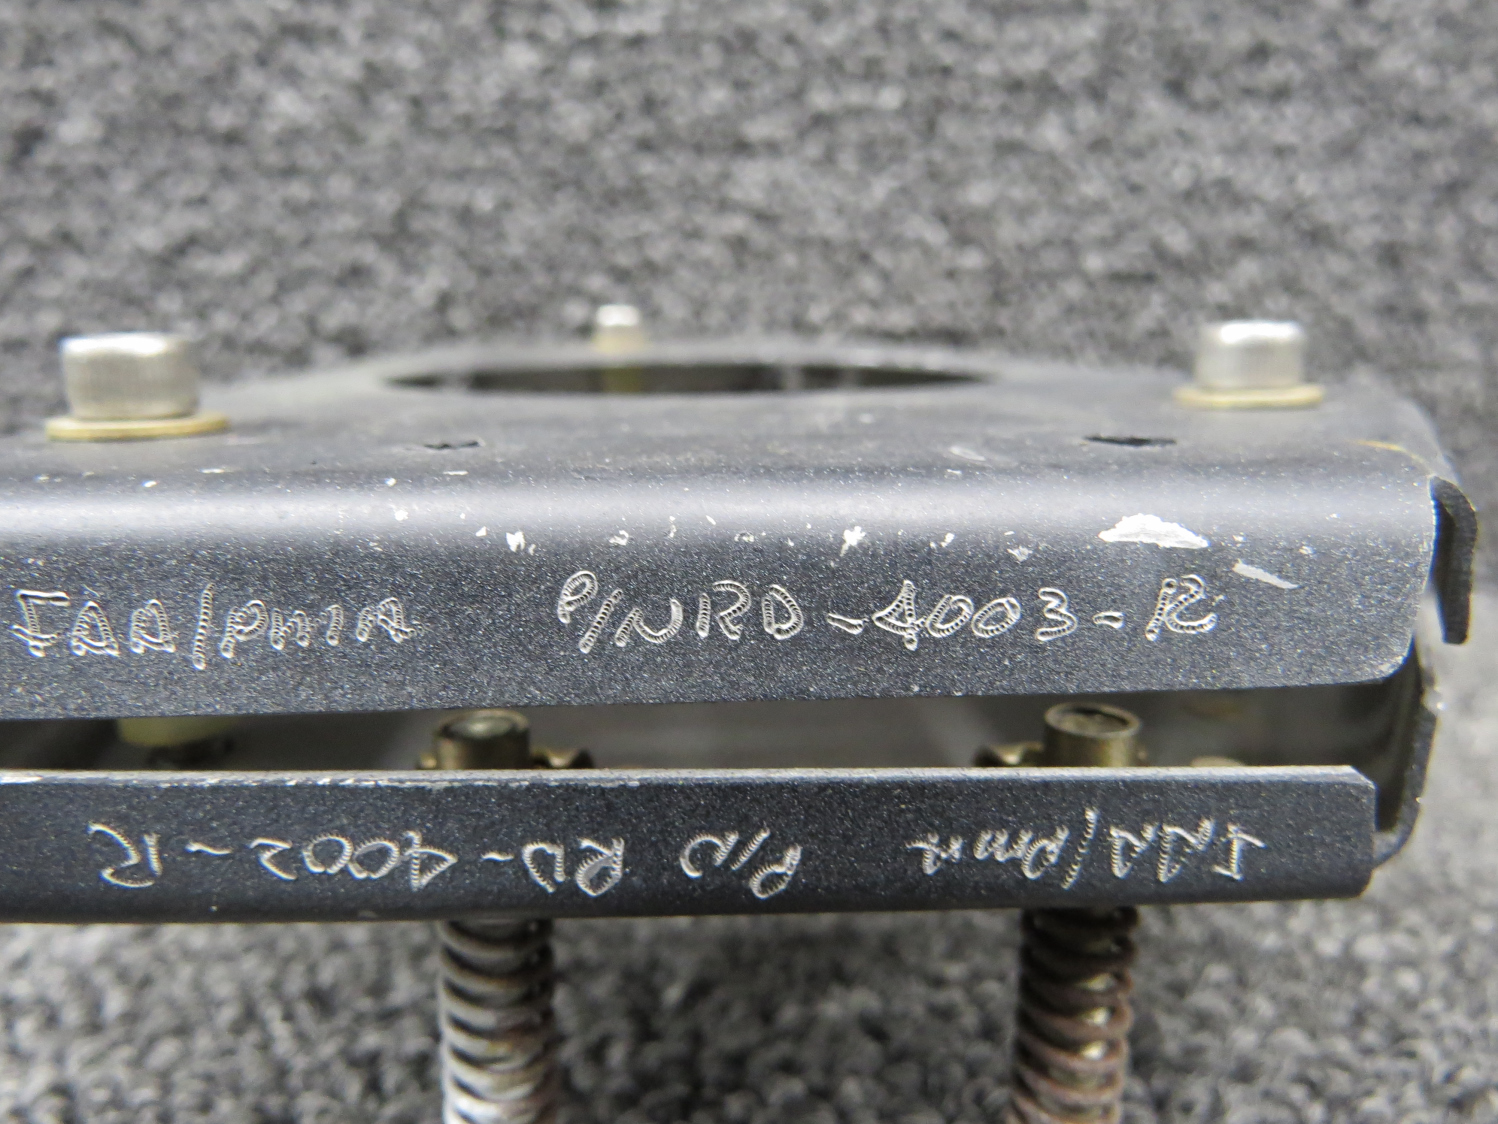 FAA/PMA P/N RD-4003-R
FAA/PMA P/N RD-4002-R